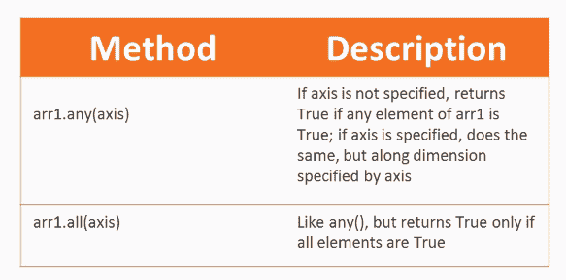 Method Description
arr1.any(axis)
If axis is not specified, returns
True if any element of arr1 is
True; if axis is specified, does the
same, but along dimension
specified by axis
arr1.all(axis)
Like any(), but returns True only if
all elements are True